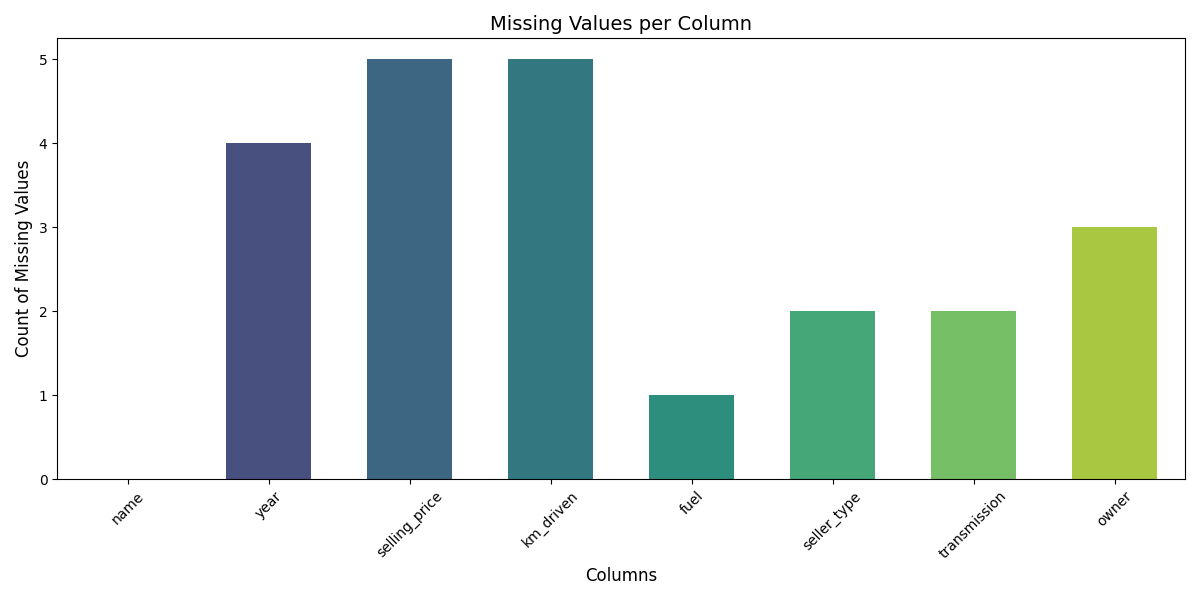 Missing Values per Column
Count of Missing Values
5
4
3
2
1
0
name
year
selling_price
km_driven
fuel
seller_type
transmission
owner
Columns